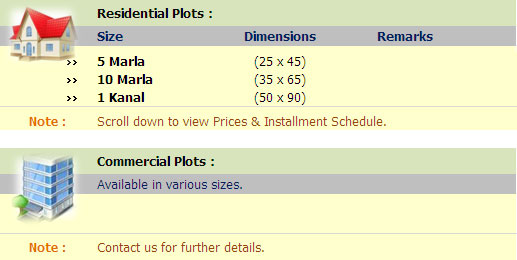 Residential Plots :
Size Dimensions Remarks
>> 5 Marla (25 x 45)
>> 10 Marla (35 x 65)
>> 1 Kanal (50 x 90)
Note : Scroll down to view Prices & Installment Schedule.
Commercial Plots :
Available in various sizes.
Note : Contact us for further details.